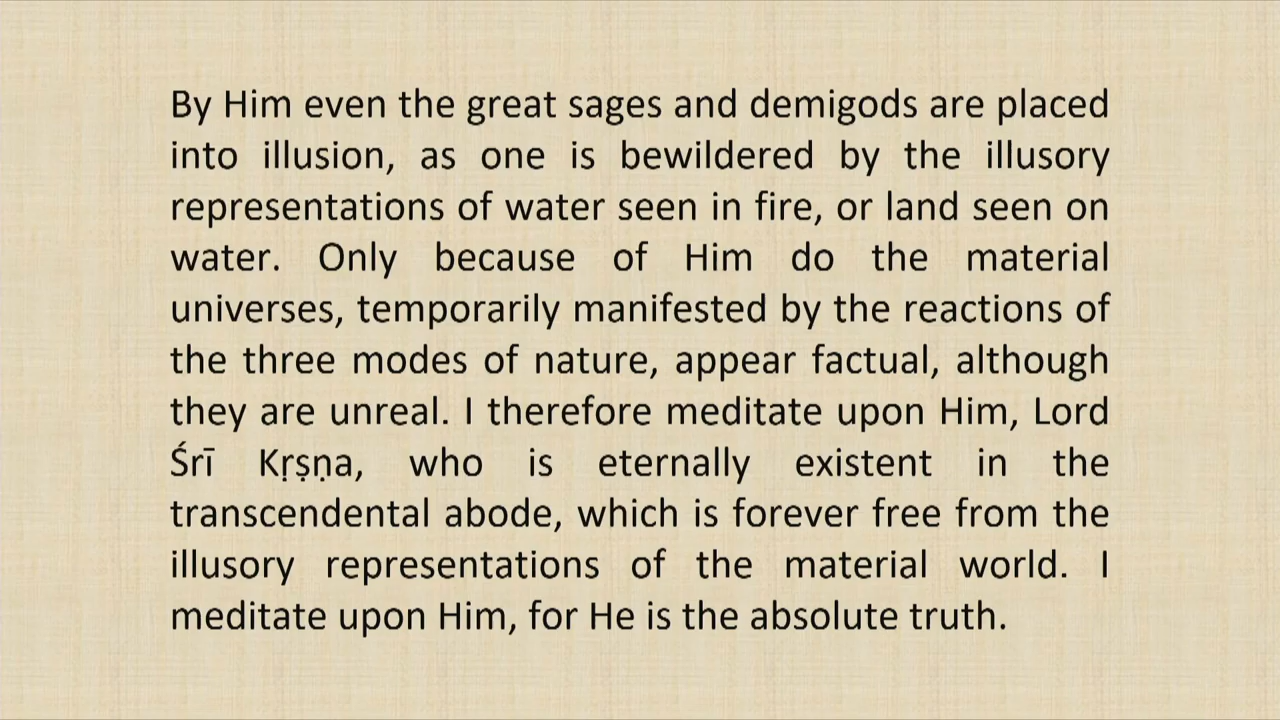 By Him even the great sages and demigods are placed
into illusion, as one is bewildered by the illusory
representations of water seen in fire, or land seen on
water. Only because of Him do the material
universes, temporarily manifested by the reactions of
the three modes of nature, appear factual, although
they are unreal. I therefore meditate upon Him, Lord
Śrī Kṛṣṇa, who is eternally existent in the
transcendental abode, which is forever free from the
illusory representations of the material world. I
meditate upon Him, for He is the absolute truth.